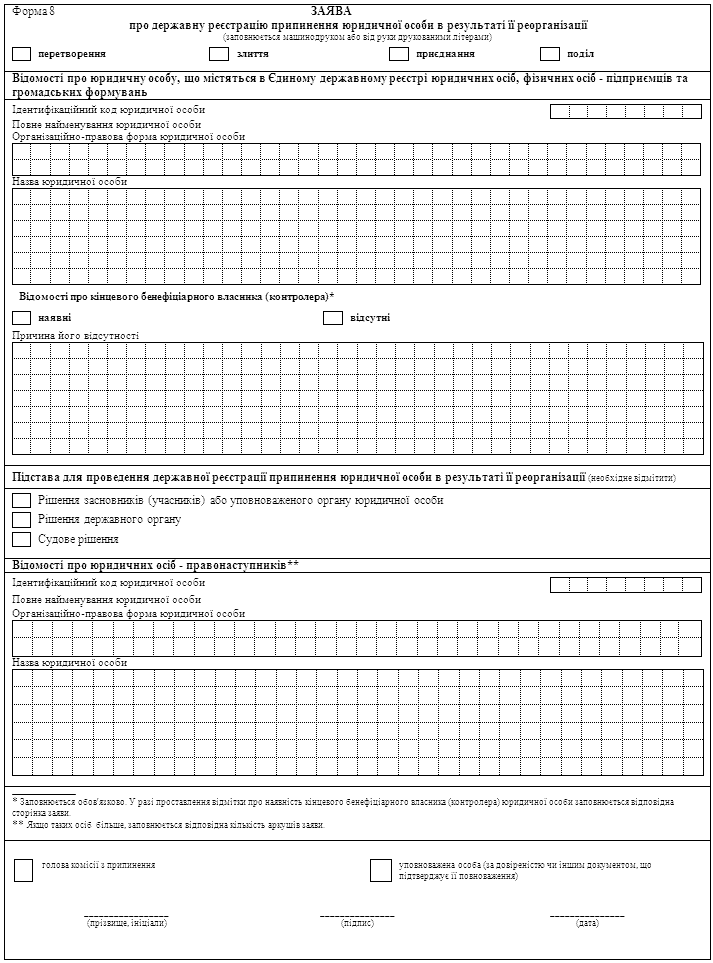 Форма 8 ЗАЯВА
про державну реєстрацію припинення юридичної особи в результаті її реорганізації
(заповнюється машинодруком або від руки друкованими літерами)
перетворення злиття приєднання поділ
Відомості про юридичну особу, що містяться в Єдиному державному реєстрі юридичних осіб, фізичних осіб - підприємців та
громадських формувань
Ідентифікаційний код юридичної особи
Повне найменування юридичної особи
Організаційно-правова форма юридичної особи
Назва юридичної особи
Відомості про кінцевого бенефіціарного власника (контролера)*
наявні відсутні
Причина його відсутності
Підстава для проведення державної реєстрації припинення юридичної особи в результаті її реорганізації (необхідне відмітити)
Рішення засновників (учасників) або уповноваженого органу юридичної особи
Рішення державного органу
Судове рішення
Відомості про юридичних осіб - правонаступників**
Ідентифікаційний код юридичної особи
Повне найменування юридичної особи
Організаційно-правова форма юридичної особи
Назва юридичної особи
* Заповнюється обов'язково. У разі проставлення відмітки про наявність кінцевого бенефіціарного власника (контролера) юридичної особи заповнюється відповідна
сторінка заяви.
** Якщо таких осіб більше, заповнюється відповідна кількість аркушів заяви.
голова комісії з припинення уповноважена особа (за довіреністю чи іншим документом, що
підтверджує її повноваження)
(прізвище, ініціали) (підпис) (дата)